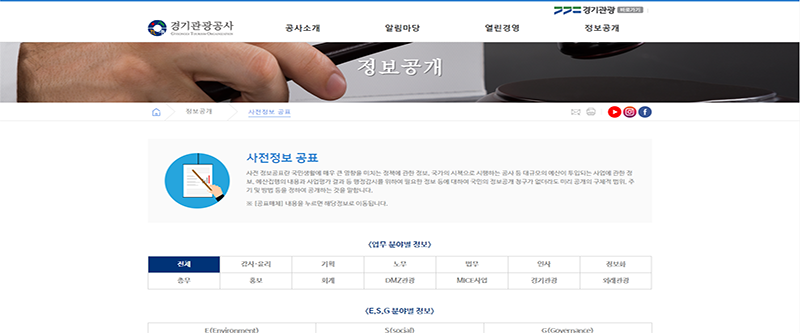 경기관광 바로가기
경기관광공사
GYEONGGI TOURISM ORGANIZATION
공사소개 알림마당 열린경영 정보공개
정보공개
정보공개 사전정보 공표
사전정보 공표
사전 정보공표란 국민생활에 매우 큰 영향을 미치는 정책에 관한 정보, 국가의 시책으로 시행하는 공사 등 대규모의 예산이 투입되는 사업에 관한 정
보, 예산집행의 내용과 사업평가 결과 등 행정감시를 위하여 필요한 정보 등에 대하여 국민의 정보공개 청구가 없더라도 미리 공개의 구체적 범위, 주
기 및 방법 등을 정하여 공개하는 것을 말합니다.
※ [공표매체] 내용을 누르면 해당정보로 이동됩니다.
<업무 분야별 정보>
전체 감사·윤리 기획 노무 법무 인사 정보화
총무 홍보 회계 DMZ관광 MICE사업 경기관광 외래관광
<E,S,G 분야별 정보>
E(Environment) S(social) G(Governance)